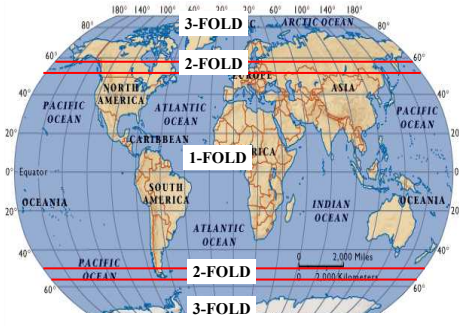 180° 140° 100° 60° 20° 0° 20° 60° 100° 140° 180°
3-FOLD
ARCTIC OCEAN
80°
80°
2-FOLD
60°
60°
EUROPE
NORTH
AMERICA
ASIA
40°
40°
PACIFIC
OCEAN
ATLANTIC
OCEAN
PACIFIC
OCEAN
20°
20°
CARIBBEAN
1-FOLD
RICA
0°
Equator
0°
SOUTH
AMERICA
OCEANIA
OCEANIA
INDIAN
OCEAN
20°
20°
ATLANTIC
OCEAN
40°
40°
PACIFIC
OCEAN
2-FOLD
0 2,000 Miles
0 2,000 Kilometers
60°
60°
3-FOLD